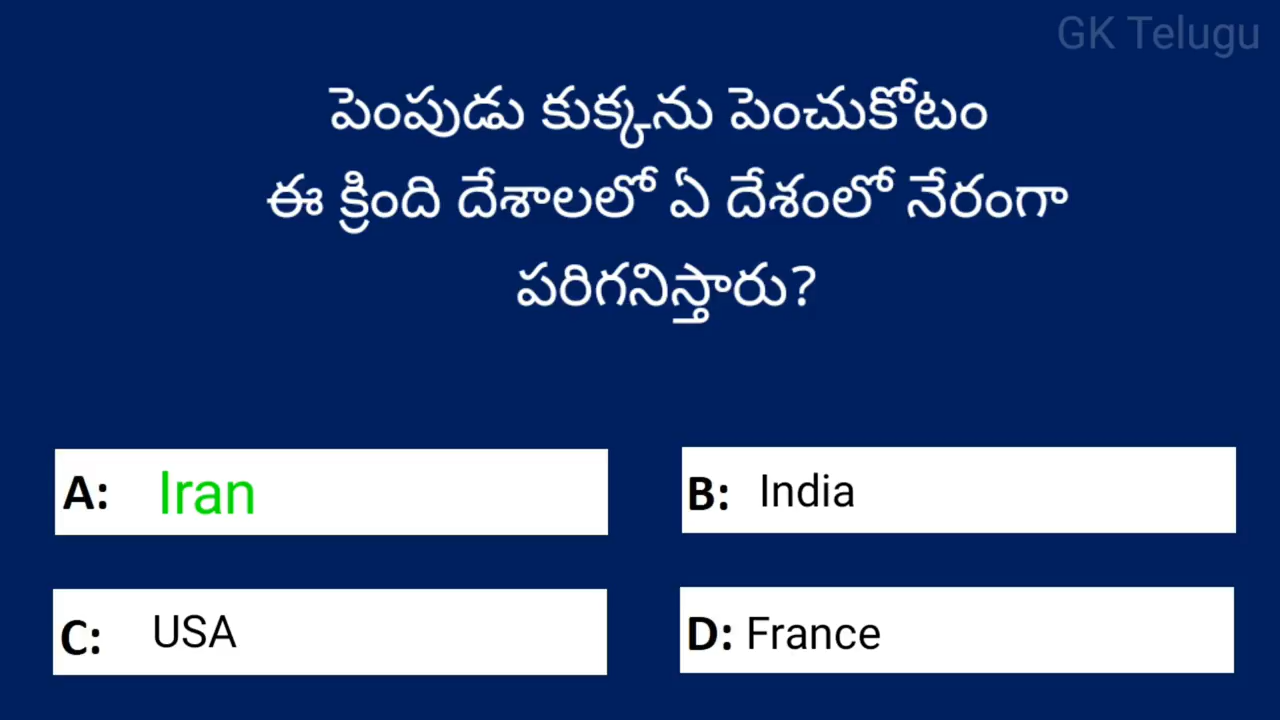 GK Telugu
పెంపుడు కుక్కను పెంచుకోటం
ఈ క్రింది దేశాలలో ఏ దేశంలో నేరంగా
పరిగనిస్తారు?
A: Iran
B: India
C: USA
D: France